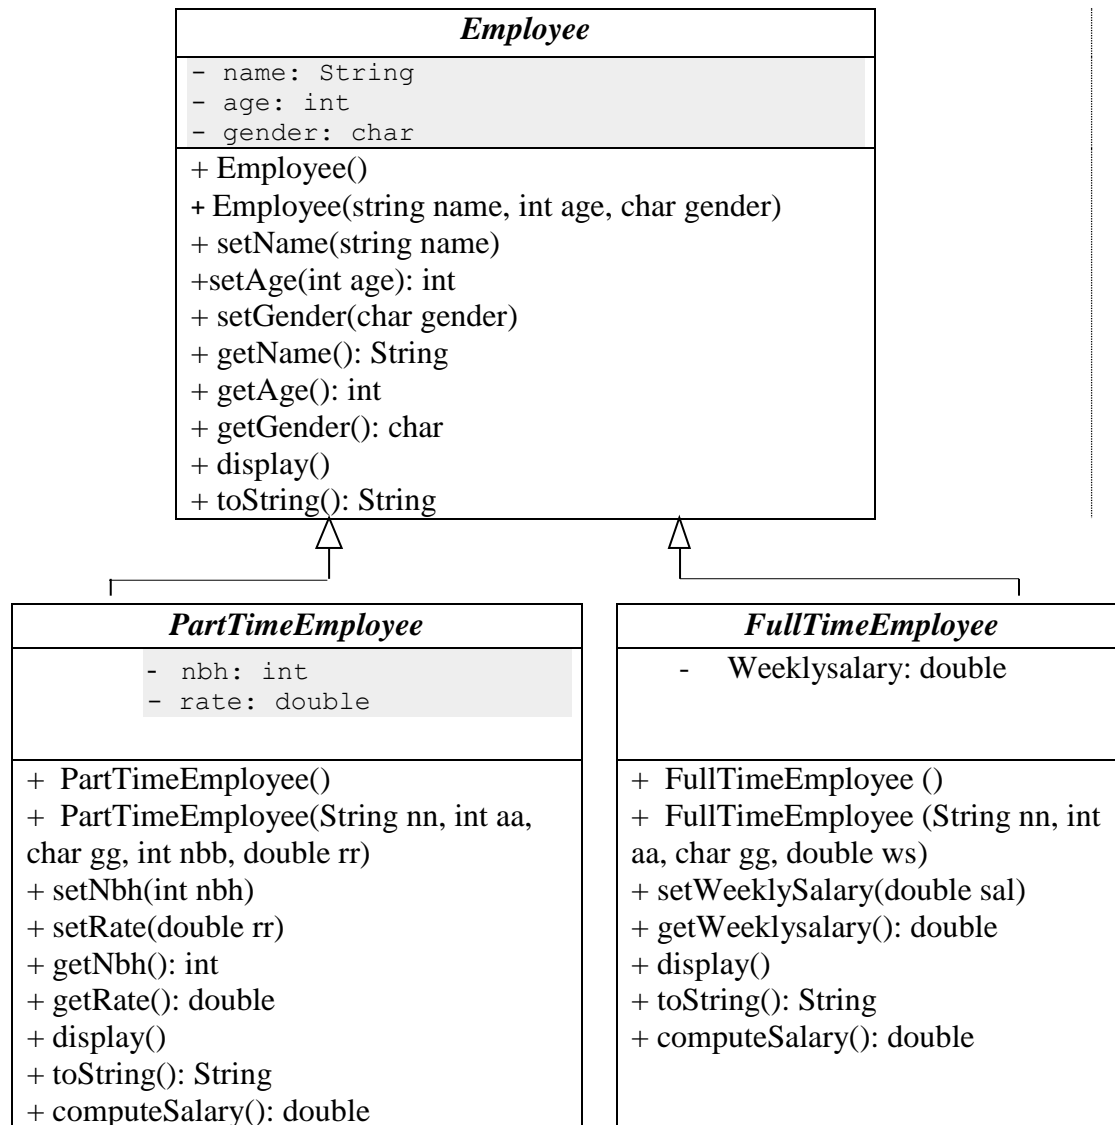 Employee
- name: String
- age: int
- gender: char
+ Employee()
+ Employee(string name, int age, char gender)
+ setName(string name)
+setAge(int age): int
+ setGender(char gender)
+ getName(): String
+ getAge(): int
+ getGender(): char
+ display()
+ toString(): String
PartTimeEmployee
- nbh: int
- rate: double
+ PartTimeEmployee()
+ PartTimeEmployee(String nn, int aa,
char gg, int nbb, double rr)
+ setNbh(int nbh)
+ setRate(double rr)
+ getNbh(): int
+ getRate(): double
+ display()
+ toString(): String
+ computeSalary(): double
FullTimeEmployee
- Weeklysalary: double
+ FullTimeEmployee ()
+ FullTimeEmployee (String nn, int
aa, char gg, double ws)
+ setWeeklySalary(double sal)
+ getWeeklysalary(): double
+ display()
+ toString(): String
+ computeSalary(): double